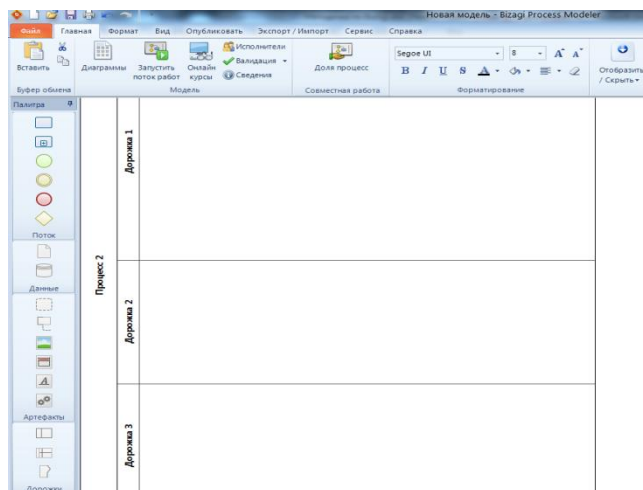 Новая модель - Bizagi Process Modeler
Файл Главная Формат Вид Опубликовать Экспорт / Импорт Сервис Справка
Вставить
Диаграммы
Запустить поток работ
Онлайн курсы
Исполнители
Валидация
Сведения
Доля процесс
Segoe UI 8 A A
B I U S A
Отобразить / Скрыть
Буфер обмена
Модель
Совместная работа
Форматирование
Палитра
Поток
Данные
A
Артефакты
Дорожки
Процесс 2
Дорожка 1
Дорожка 2
Дорожка 3